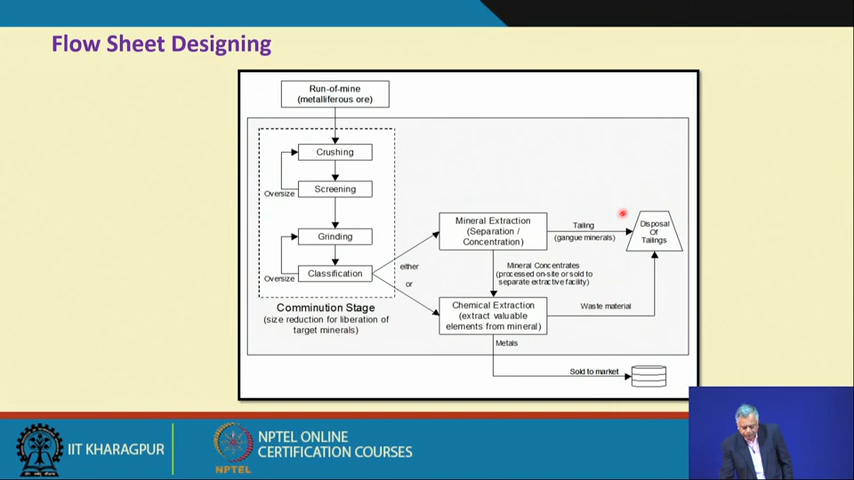 Flow Sheet Designing
Run-of-mine
(metalliferous ore)
Crushing
Oversize
Screening
Grinding
Oversize
Classification
Comminution Stage
(size reduction for liberation of
target minerals)
either
or
Mineral Extraction
(Separation /
Concentration)
Tailing
(gangue minerals)
Disposal
Of
Tailings
Mineral Concentrates
(processed on-site or sold to
separate extractive facility)
Chemical Extraction
(extract valuable
elements from mineral)
Waste material
Metals
Sold to market
IIT KHARAGPUR
NPTEL
NPTEL ONLINE
CERTIFICATION COURSES